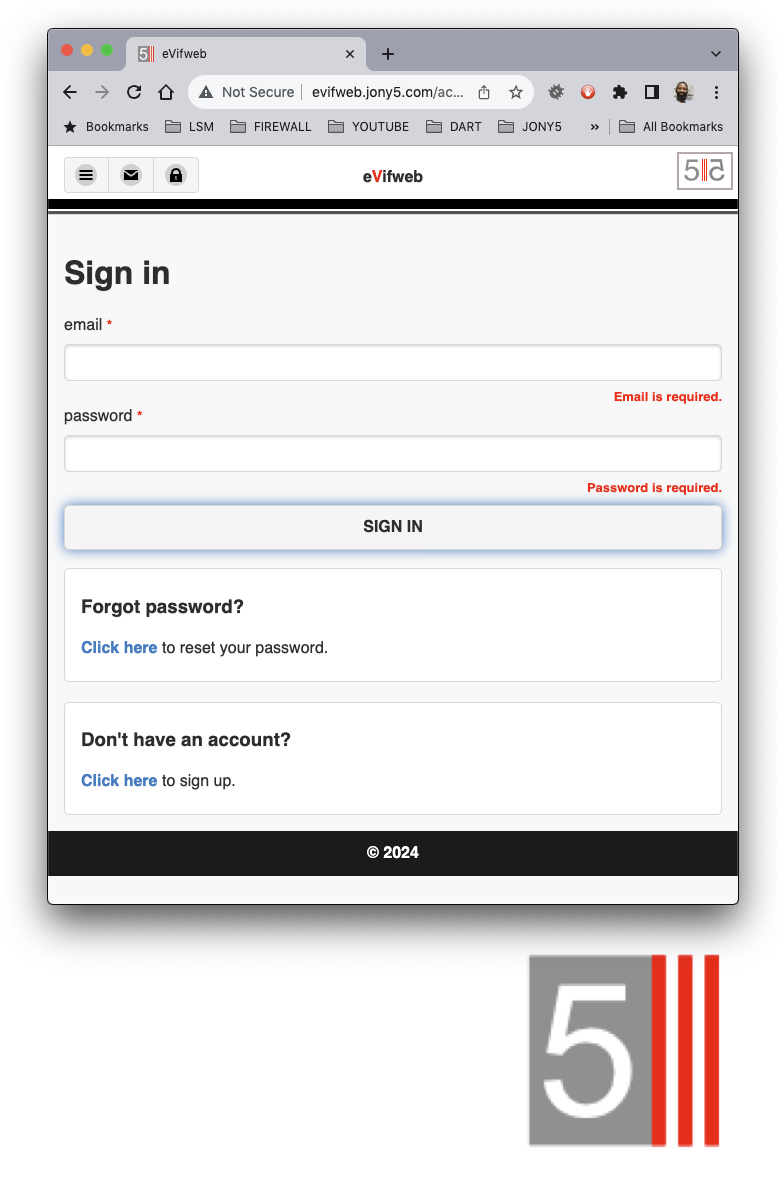 5 eVifweb
Not Secure evifweb.jony5.com/ac...
Bookmarks LSM FIREWALL YOUTUBE DART JONY5 » All Bookmarks
eVifweb
5
Sign in
email *
Email is required.
password *
Password is required.
SIGN IN
Forgot password?
Click here to reset your password.
Don't have an account?
Click here to sign up.
© 2024
5